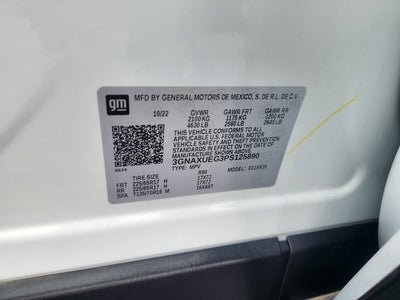 gm
MFD BY GENERAL MOTORS DE MEXICO, S. DE R.L. DE C.V.
10/22 GVWR GAWR FRT GAWR RR
2100 KG 1175 KG 1200 KG
4630 LB 2590 LB 2645 LB
THIS VEHICLE CONFORMS TO ALL
APPLICABLE U.S. FEDERAL MOTOR
VEHICLE SAFETY AND THEFT
PREVENTION STANDARDS IN EFFECT
ON THE DATE OF MANUFACTURE
SHOWN ABOVE.
3GNAXUEG3PS125890
TYPE: MPV MODEL:
TIRE SIZE RIM
FRT 225/65R17 H 17X7J
RR 225/65R17 H 17X7J
SPA T135/70R16 M 16X4BT